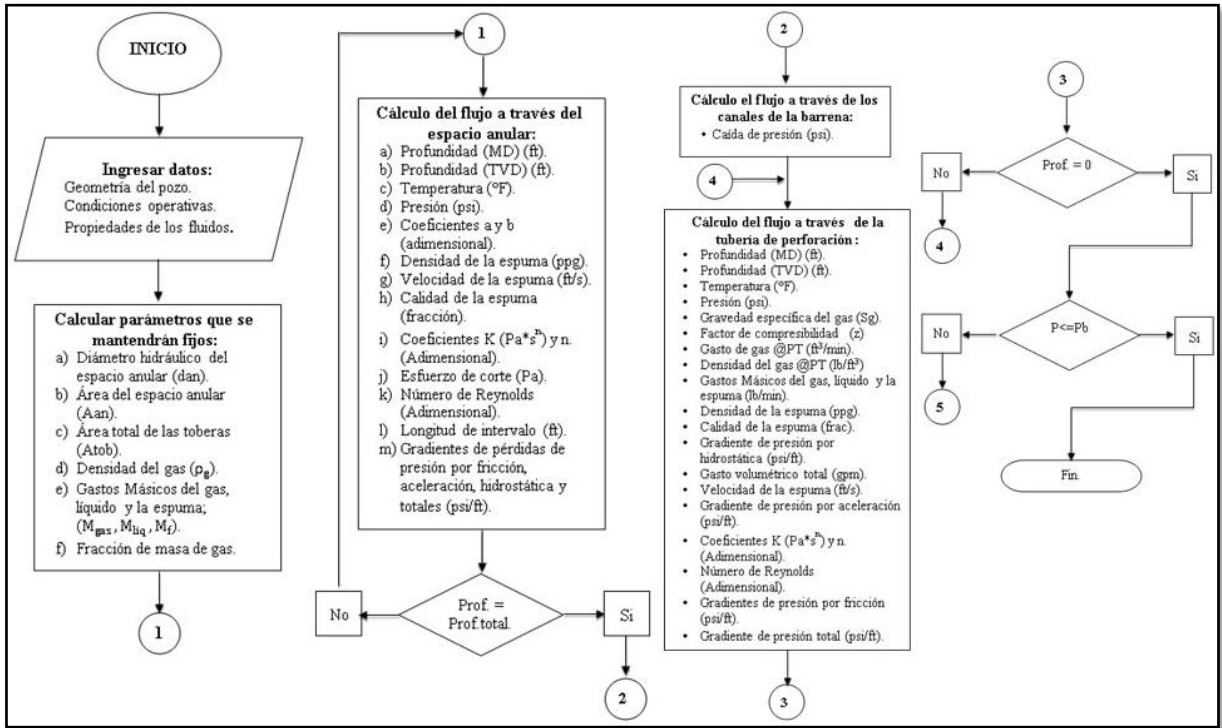 INICIO
Ingresar datos:
Geometría del pozo.
Condiciones operativas.
Propiedades de los fluidos.
Calcular parámetros que se
mantendrán fijos:
a) Diámetro hidráulico del
espacio anular (dan).
b) Área del espacio anular
(Aan).
c) Área total de las toberas
(Atob).
d) Densidad del gas (ρg).
e) Gastos Másicos del gas,
líquido y la espuma;
(Mgas, Mliq, Mf).
f) Fracción de masa de gas.
1
1
Cálculo del flujo a través del
espacio anular:
a) Profundidad (MD) (ft).
b) Profundidad (TVD) (ft).
c) Temperatura (ºF).
d) Presión (psi).
e) Coeficientes a y b
(adimensional).
f) Densidad de la espuma (ppg).
g) Velocidad de la espuma (ft/s).
h) Calidad de la espuma
(fracción).
i) Coeficientes K (Pa*sⁿ) y n.
(Adimensional).
j) Esfuerzo de corte (Pa).
k) Número de Reynolds
(Adimensional).
l) Longitud de intervalo (ft).
m) Gradientes de pérdidas de
presión por fricción,
aceleración, hidrostática y
totales (psi/ft).
No
Prof. =
Prof.total.
Si
2
2
Cálculo el flujo a través de los
canales de la barrena:
• Caída de presión (psi).
4
Cálculo del flujo a través de la
tubería de perforación :
• Profundidad (MD) (ft).
• Profundidad (TVD) (ft).
• Temperatura (ºF).
• Presión (psi).
• Gravedad específica del gas (Sg).
• Factor de compresibilidad (z)
• Gasto de gas @PT (ft³/min).
• Densidad del gas @PT (lb/ft³)
• Gastos Másicos del gas, líquido y la
espuma (lb/min).
• Densidad de la espuma (ppg).
• Calidad de la espuma (frac).
• Gradiente de presión por
hidrostática (psi/ft).
• Gasto volumétrico total (gpm).
• Velocidad de la espuma (ft/s).
• Gradiente de presión por aceleración
(psi/ft).
• Coeficientes K (Pa*sⁿ) y n.
(Adimensional).
• Número de Reynolds
(Adimensional).
• Gradientes de presión por fricción
(psi/ft).
• Gradiente de presión total (psi/ft).
3
3
Prof. = 0
No
Si
4
P<=Pb
No
Si
5
Fin.